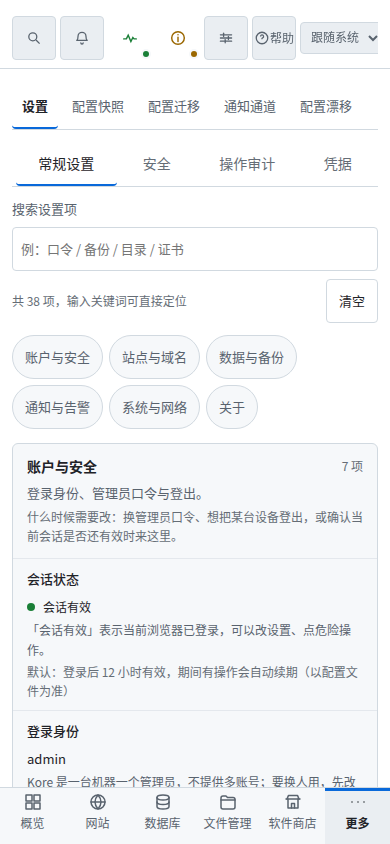 帮助
跟随系统
设置
配置快照
配置迁移
通知通道
配置漂移
常规设置
安全
操作审计
凭据
搜索设置项
例：口令 / 备份 / 目录 / 证书
共 38 项，输入关键词可直接定位
清空
账户与安全
站点与域名
数据与备份
通知与告警
系统与网络
关于
账户与安全
7 项
登录身份、管理员口令与登出。
什么时候需要改：换管理员口令、想把某台设备登出，或确认当
前会话是否还有效时来这里。
会话状态
会话有效
「会话有效」表示当前浏览器已登录，可以改设置、点危险操
作。
默认：登录后 12 小时有效，期间有操作会自动续期（以配置文
件为准）
登录身份
admin
Kore 是一台机器一个管理员，不提供多账号；要换人用，先改
概览
网站
数据库
文件管理
软件商店
更多